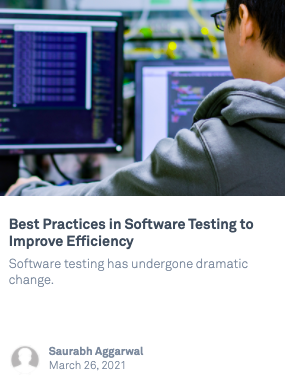 Best Practices in Software Testing to
Improve Efficiency
Software testing has undergone dramatic
change.
Saurabh Aggarwal
March 26, 2021